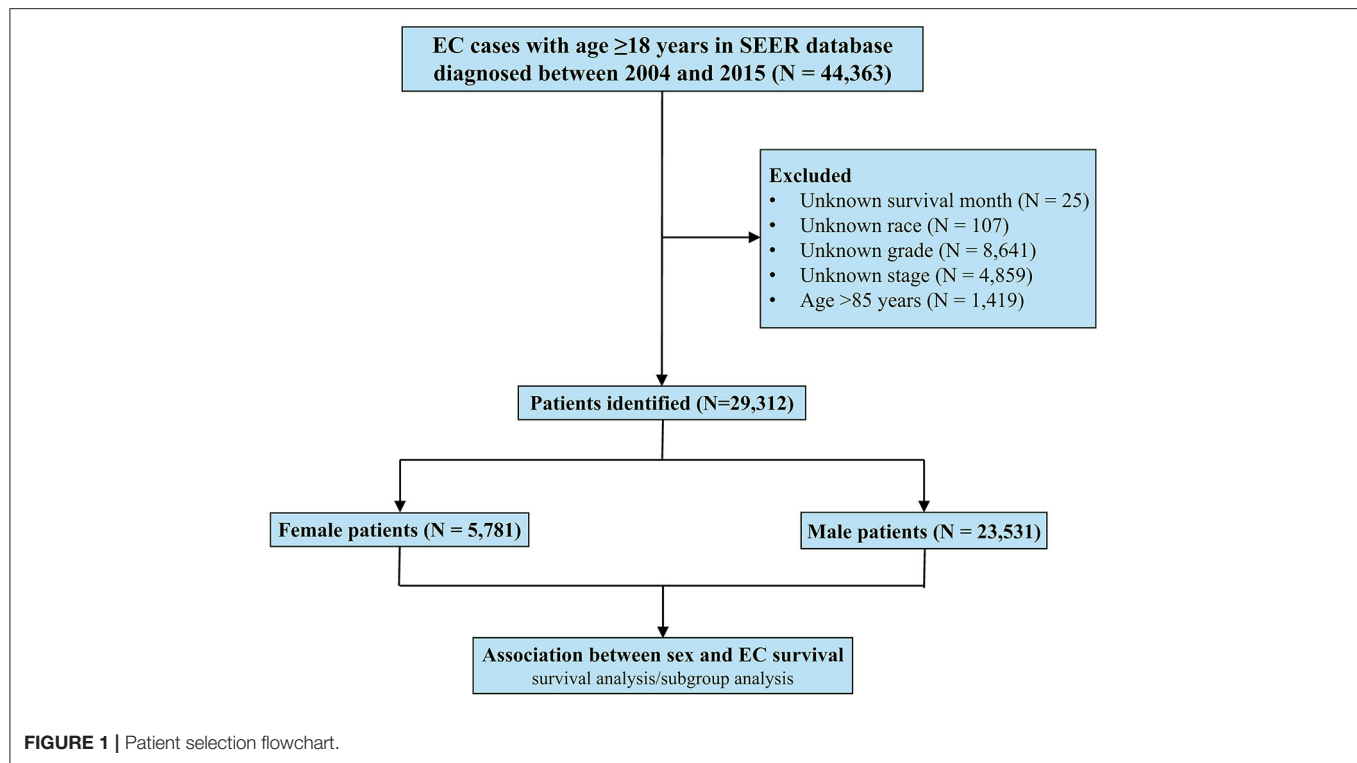 EC cases with age ≥18 years in SEER database
diagnosed between 2004 and 2015 (N = 44,363)
Excluded
• Unknown survival month (N = 25)
• Unknown race (N = 107)
• Unknown grade (N = 8,641)
• Unknown stage (N = 4,859)
• Age >85 years (N = 1,419)
Patients identified (N=29,312)
Female patients (N = 5,781)
Male patients (N = 23,531)
Association between sex and EC survival
survival analysis/subgroup analysis
FIGURE 1 | Patient selection flowchart.